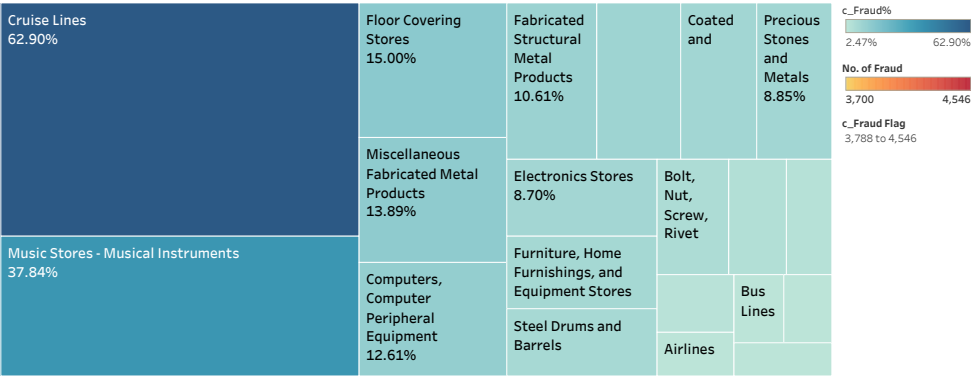 Cruise Lines
62.90%
Music Stores - Musical Instruments
37.84%
Floor Covering
Stores
15.00%
Miscellaneous
Fabricated Metal
Products
13.89%
Computers,
Computer
Peripheral
Equipment
12.61%
Fabricated
Structural
Metal
Products
10.61%
Coated
and
Precious
Stones
and
Metals
8.85%
Electronics Stores
8.70%
Furniture, Home
Furnishings, and
Equipment Stores
Steel Drums and
Barrels
Bolt,
Nut,
Screw,
Rivet
Airlines
Bus
Lines
c_Fraud%
2.47% 62.90%
No. of Fraud
3,700 4,546
c_Fraud Flag
3,788 to 4,546